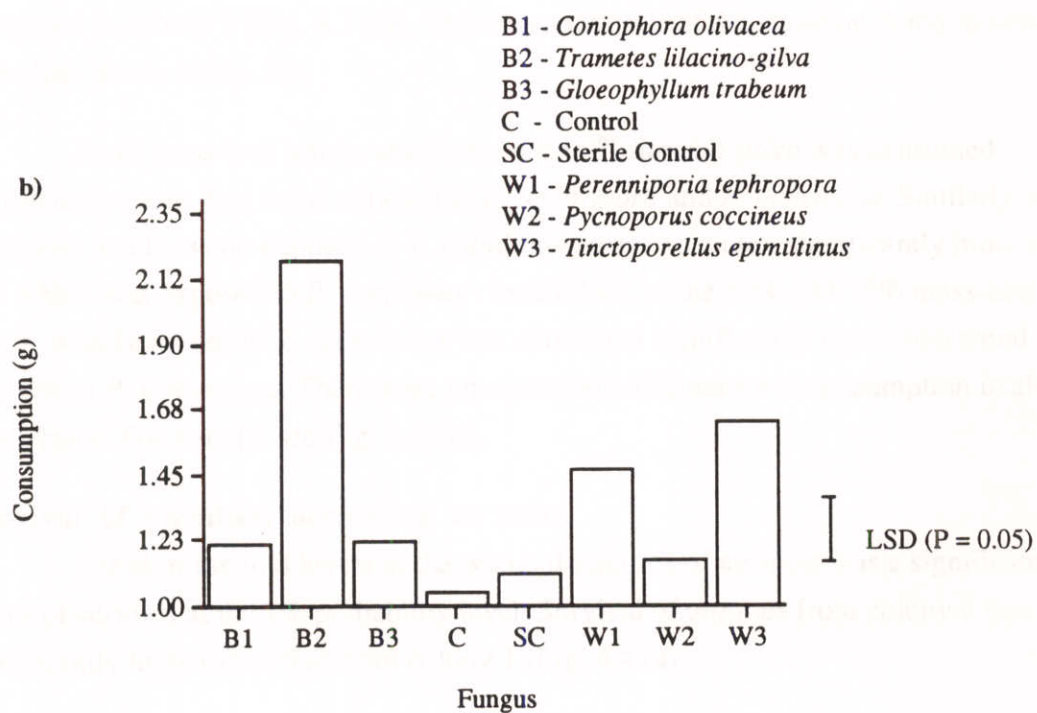 B1 - Coniophora olivacea
B2 - Trametes lilacino-gilva
B3 - Gloeophyllum trabeum
C - Control
SC - Sterile Control
W1 - Perenniporia tephropora
W2 - Pycnoporus coccineus
W3 - Tinctoporellus epimiltinus
b)
2.35
2.12
1.90
1.68
1.45
1.23
1.00
Consumption (g)
B1 B2 B3 C SC W1 W2 W3
Fungus
LSD (P = 0.05)